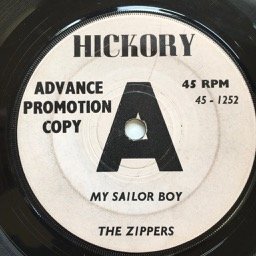 HICKORY
ADVANCE
PROMOTION
COPY
45 RPM
45 - 1252
A
MY SAILOR BOY
THE ZIPPERS